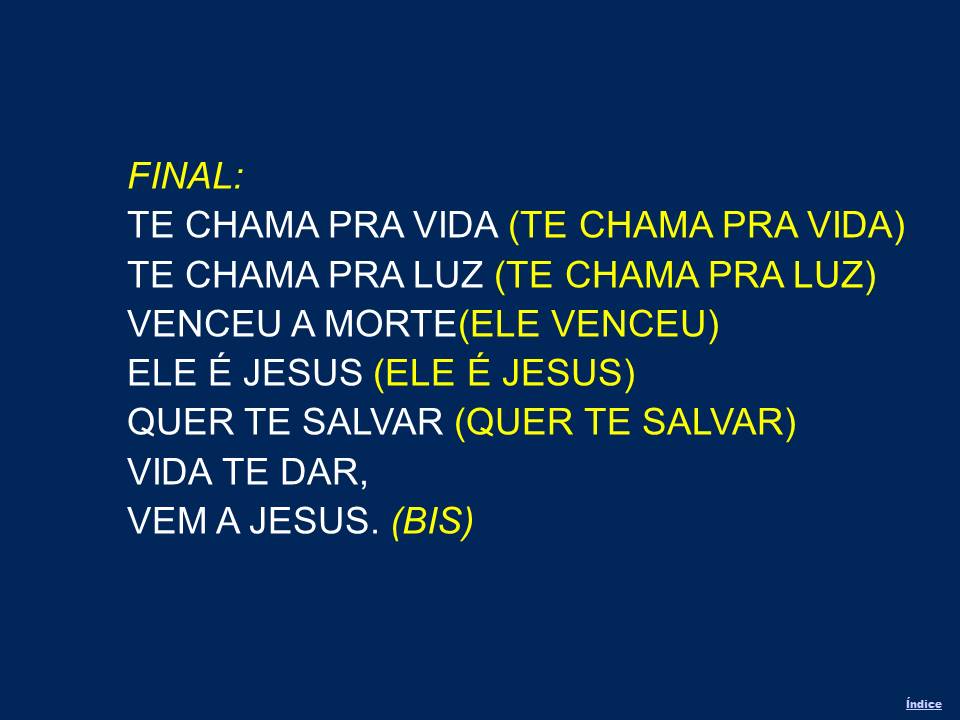 FINAL:
TE CHAMA PRA VIDA (TE CHAMA PRA VIDA)
TE CHAMA PRA LUZ (TE CHAMA PRA LUZ)
VENCEU A MORTE(ELE VENCEU)
ELE É JESUS (ELE É JESUS)
QUER TE SALVAR (QUER TE SALVAR)
VIDA TE DAR,
VEM A JESUS. (BIS)
Índice